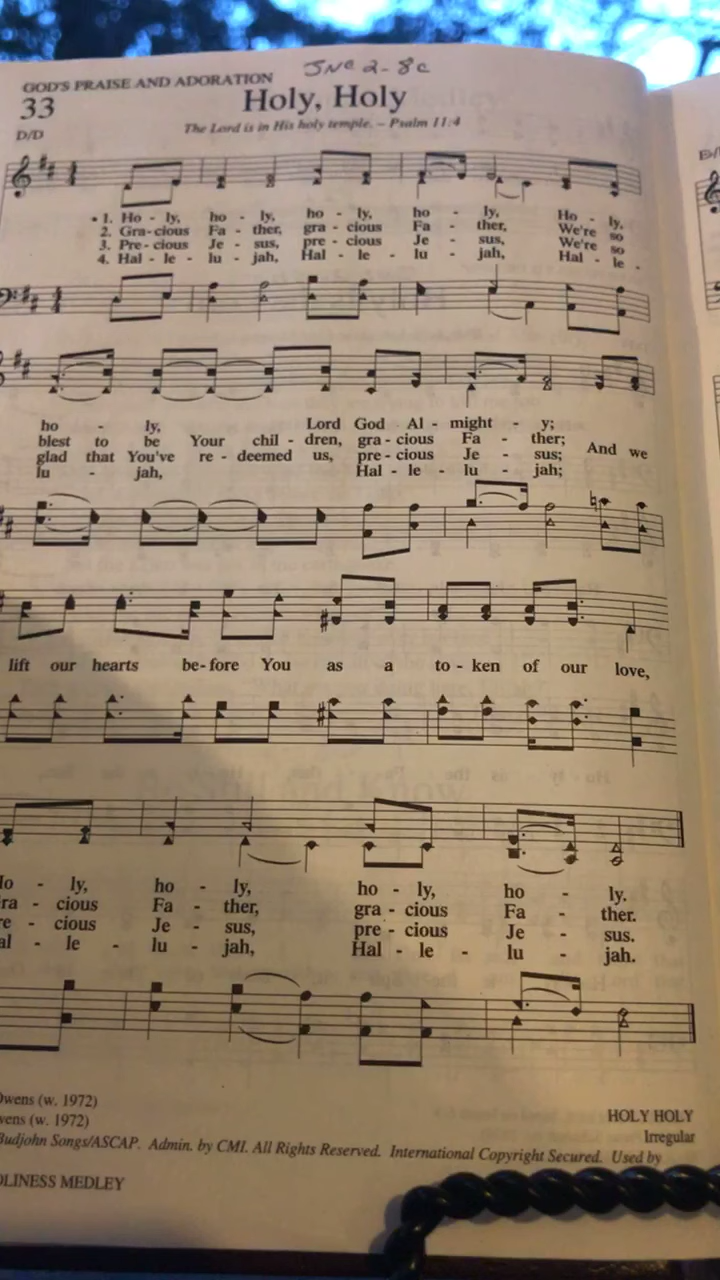 GOD'S PRAISE AND ADORATION
JNC 2-8c
33
Holy, Holy
D/D
The Lord is in His holy temple. – Psalm 11:4
• 1. Ho - ly, ho - ly, ho - ly, ho - ly, Ho - ly,
2. Gra-cious Fa - ther, gra - cious Fa - ther, We're so
3. Pre-cious Je - sus, pre - cious Je - sus, We're so
4. Hal - le - lu - jah, Hal - le - lu - jah, Hal - le -
ho - ly, Lord God Al - might - y;
blest to be Your chil - dren, gra - cious Fa - ther;
And we
glad that You've re - deemed us, pre - cious Je - sus;
lu - jah, Hal - le - lu - jah;
lift our hearts be-fore You as a to - ken of our love,
Ho - ly, ho - ly, ho - ly, ho - ly.
ra - cious Fa - ther, gra - cious Fa - ther.
re - cious Je - sus, pre - cious Je - sus.
al - le - lu - jah, Hal - le - lu - jah.
Owens (w. 1972)
wens (w. 1972)
HOLY HOLY
Irregular
Budjohn Songs/ASCAP. Admin. by CMI. All Rights Reserved. International Copyright Secured. Used by
OLINESS MEDLEY